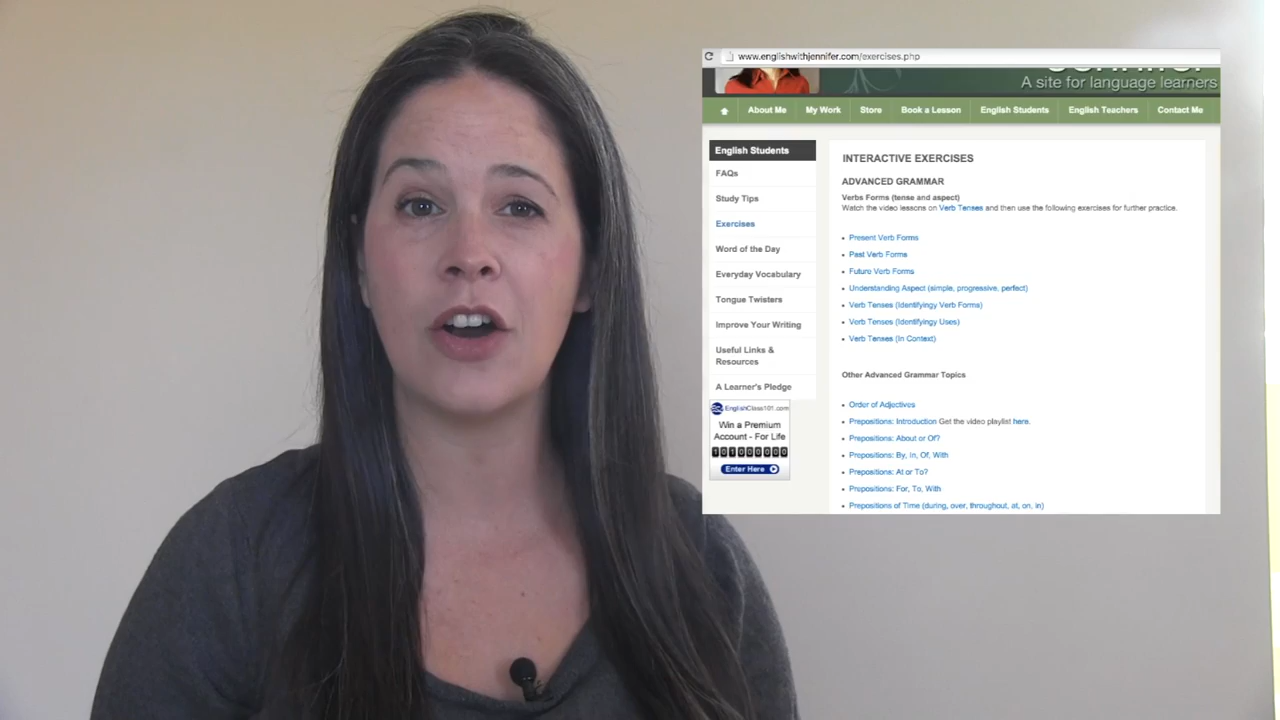 www.englishwithjennifer.com/exercises.php
A site for language learners
About Me My Work Store Book a Lesson English Students English Teachers Contact Me
English Students
FAQs
Study Tips
Exercises
Word of the Day
Everyday Vocabulary
Tongue Twisters
Improve Your Writing
Useful Links &
Resources
A Learner's Pledge
EnglishClass101.com
Win a Premium
Account - For Life
Enter Here
INTERACTIVE EXERCISES
ADVANCED GRAMMAR
Verbs Forms (tense and aspect)
Watch the video lessons on Verb Tenses and then use the following exercises for further practice.
• Present Verb Forms
• Past Verb Forms
• Future Verb Forms
• Understanding Aspect (simple, progressive, perfect)
• Verb Tenses (Identifyingy Verb Forms)
• Verb Tenses (Identifyingy Uses)
• Verb Tenses (In Context)
Other Advanced Grammar Topics
• Order of Adjectives
• Prepositions: Introduction Get the video playlist here.
• Prepositions: About or Of?
• Prepositions: By, In, Of, With
• Prepositions: At or To?
• Prepositions: For, To, With
• Prepositions of Time (during, over, throughout, at, on, in)